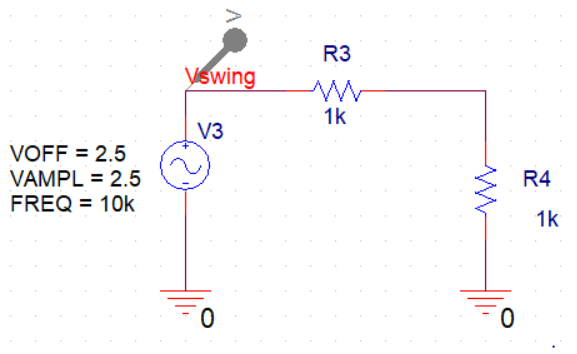 V
Vswing
R3
1k
V3
VOFF = 2.5
VAMPL = 2.5
FREQ = 10k
R4
1k
0
0